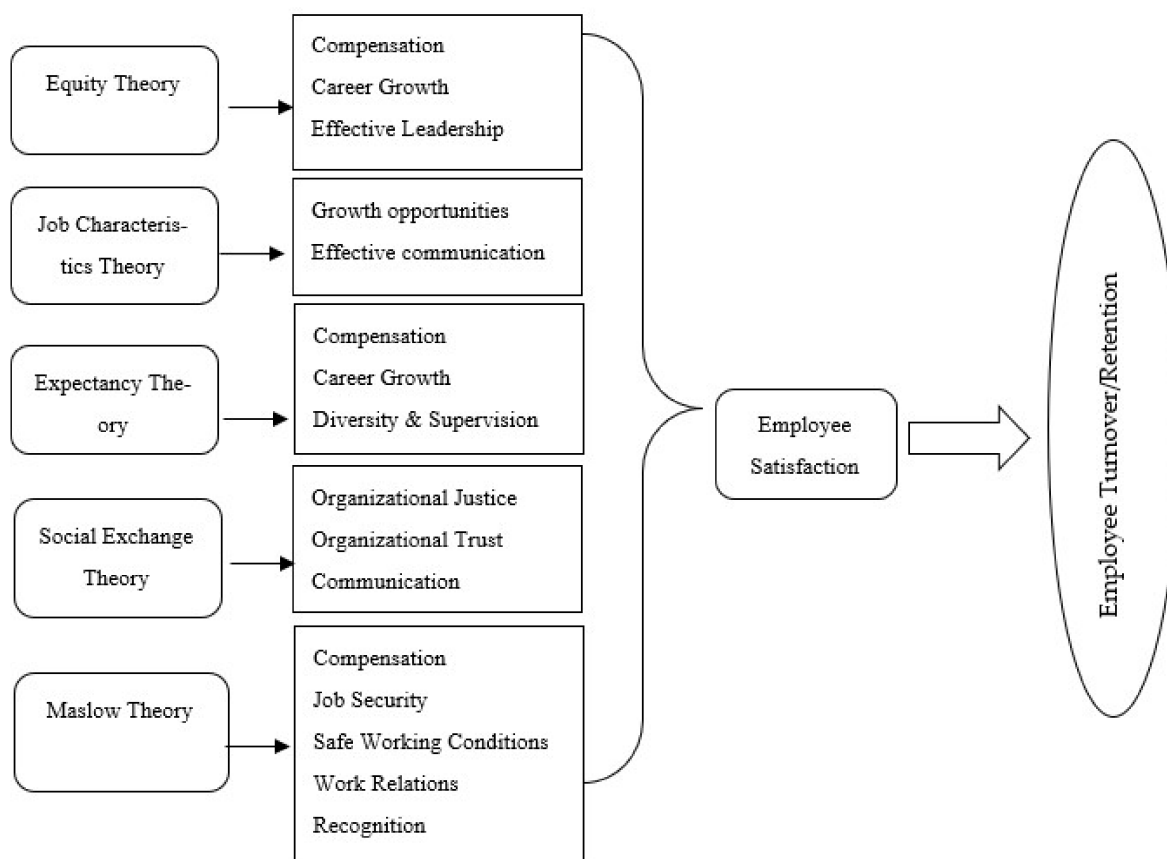 Equity Theory
Compensation
Career Growth
Effective Leadership
Job Characteris-
tics Theory
Growth opportunities
Effective communication
Expectancy The-
ory
Compensation
Career Growth
Diversity & Supervision
Social Exchange
Theory
Organizational Justice
Organizational Trust
Communication
Maslow Theory
Compensation
Job Security
Safe Working Conditions
Work Relations
Recognition
Employee
Satisfaction
Employee Turnover/Retention